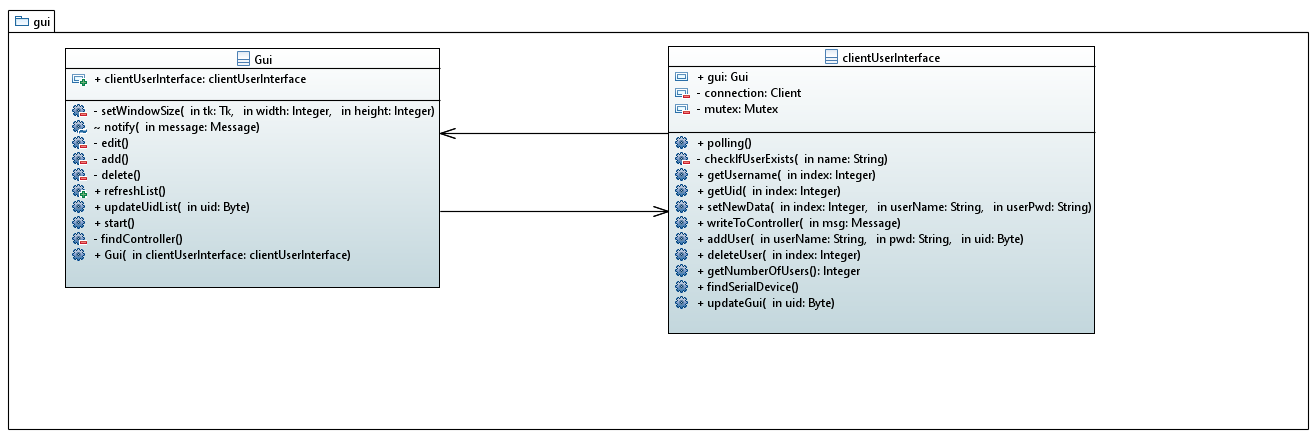 gui
Gui
+ clientUserInterface: clientUserInterface
- setWindowSize( in tk: Tk, in width: Integer, in height: Integer)
~ notify( in message: Message)
- edit()
- add()
- delete()
+ refreshList()
+ updateUidList( in uid: Byte)
+ start()
- findController()
+ Gui( in clientUserInterface: clientUserInterface)
clientUserInterface
+ gui: Gui
- connection: Client
- mutex: Mutex
+ polling()
- checkIfUserExists( in name: String)
+ getUsername( in index: Integer)
+ getUid( in index: Integer)
+ setNewData( in index: Integer, in userName: String, in userPwd: String)
+ writeToController( in msg: Message)
+ addUser( in userName: String, in pwd: String, in uid: Byte)
+ deleteUser( in index: Integer)
+ getNumberOfUsers(): Integer
+ findSerialDevice()
+ updateGui( in uid: Byte)